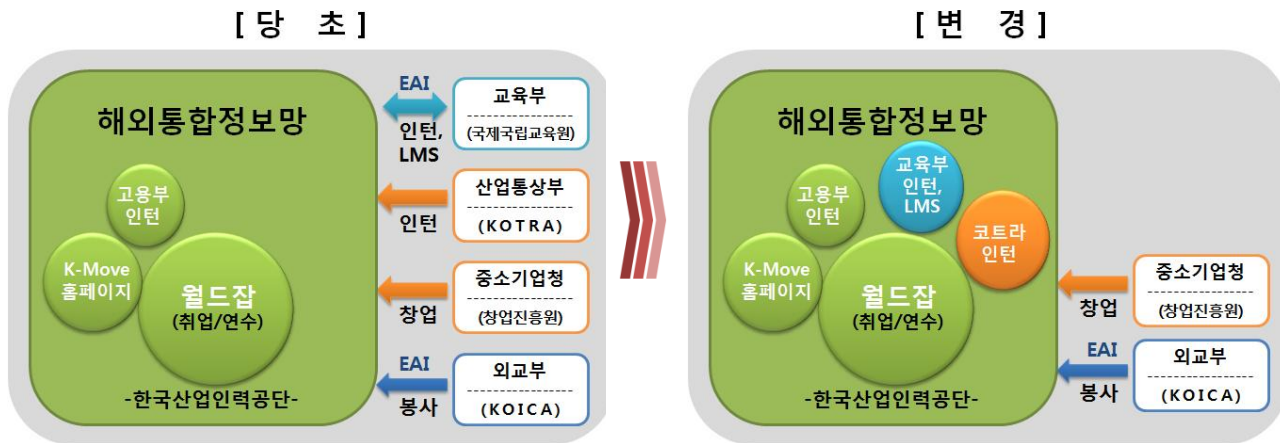 [ 당 초 ]
해외통합정보망
고용부
인턴
K-Move
홈페이지
월드잡
(취업/연수)
-한국산업인력공단-
EAI
인턴,
LMS
교육부
(국제국립교육원)
인턴
산업통상부
(KOTRA)
창업
중소기업청
(창업진흥원)
EAI
봉사
외교부
(KOICA)
[ 변 경 ]
해외통합정보망
고용부
인턴
교육부
인턴,
LMS
코트라
인턴
K-Move
홈페이지
월드잡
(취업/연수)
-한국산업인력공단-
창업
중소기업청
(창업진흥원)
EAI
봉사
외교부
(KOICA)